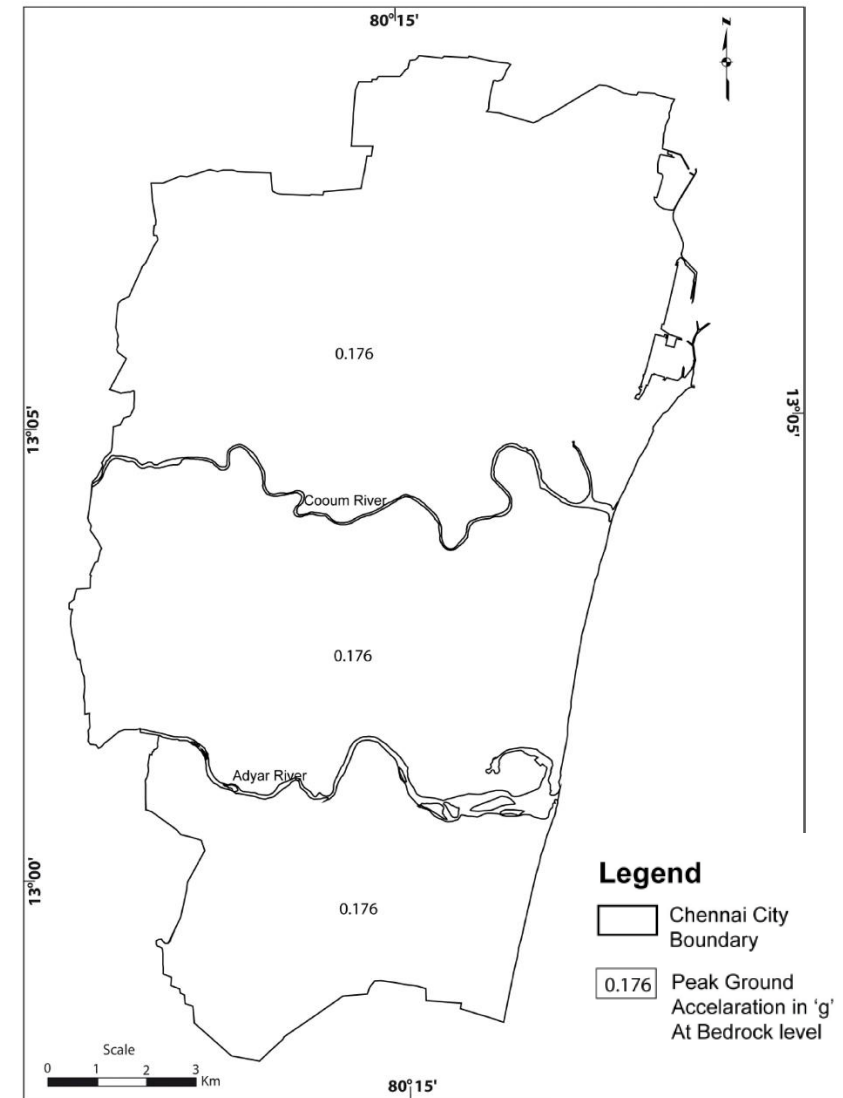 80°15'
N
0.176
13°05'
13°05'
Cooum River
0.176
Adyar River
13°00'
0.176
Legend
Chennai City
Boundary
0.176
Peak Ground
Accelaration in 'g'
At Bedrock level
Scale
0 1 2 3
Km
80°15'